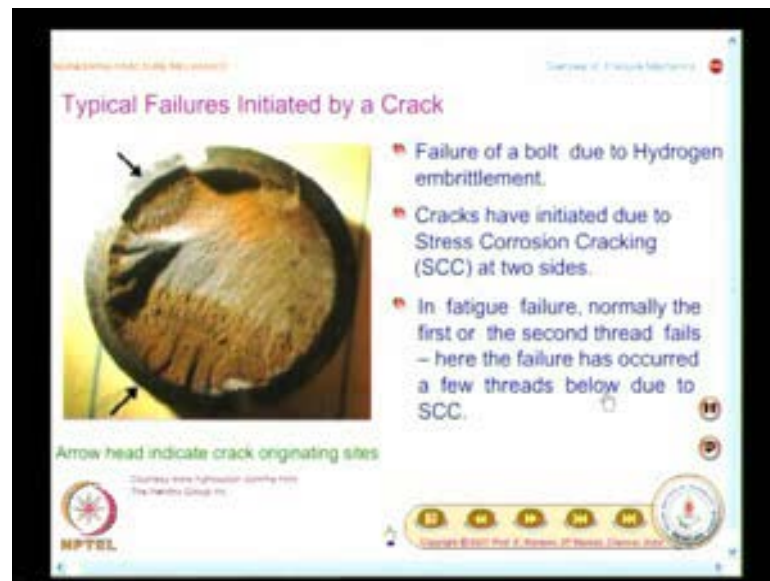 Typical Failures Initiated by a Crack
Failure of a bolt due to Hydrogen
embrittlement.
Cracks have initiated due to
Stress Corrosion Cracking
(SCC) at two sides.
In fatigue failure, normally the
first or the second thread fails
– here the failure has occurred
a few threads below due to
SCC.
Arrow head indicate crack originating sites
NPTEL